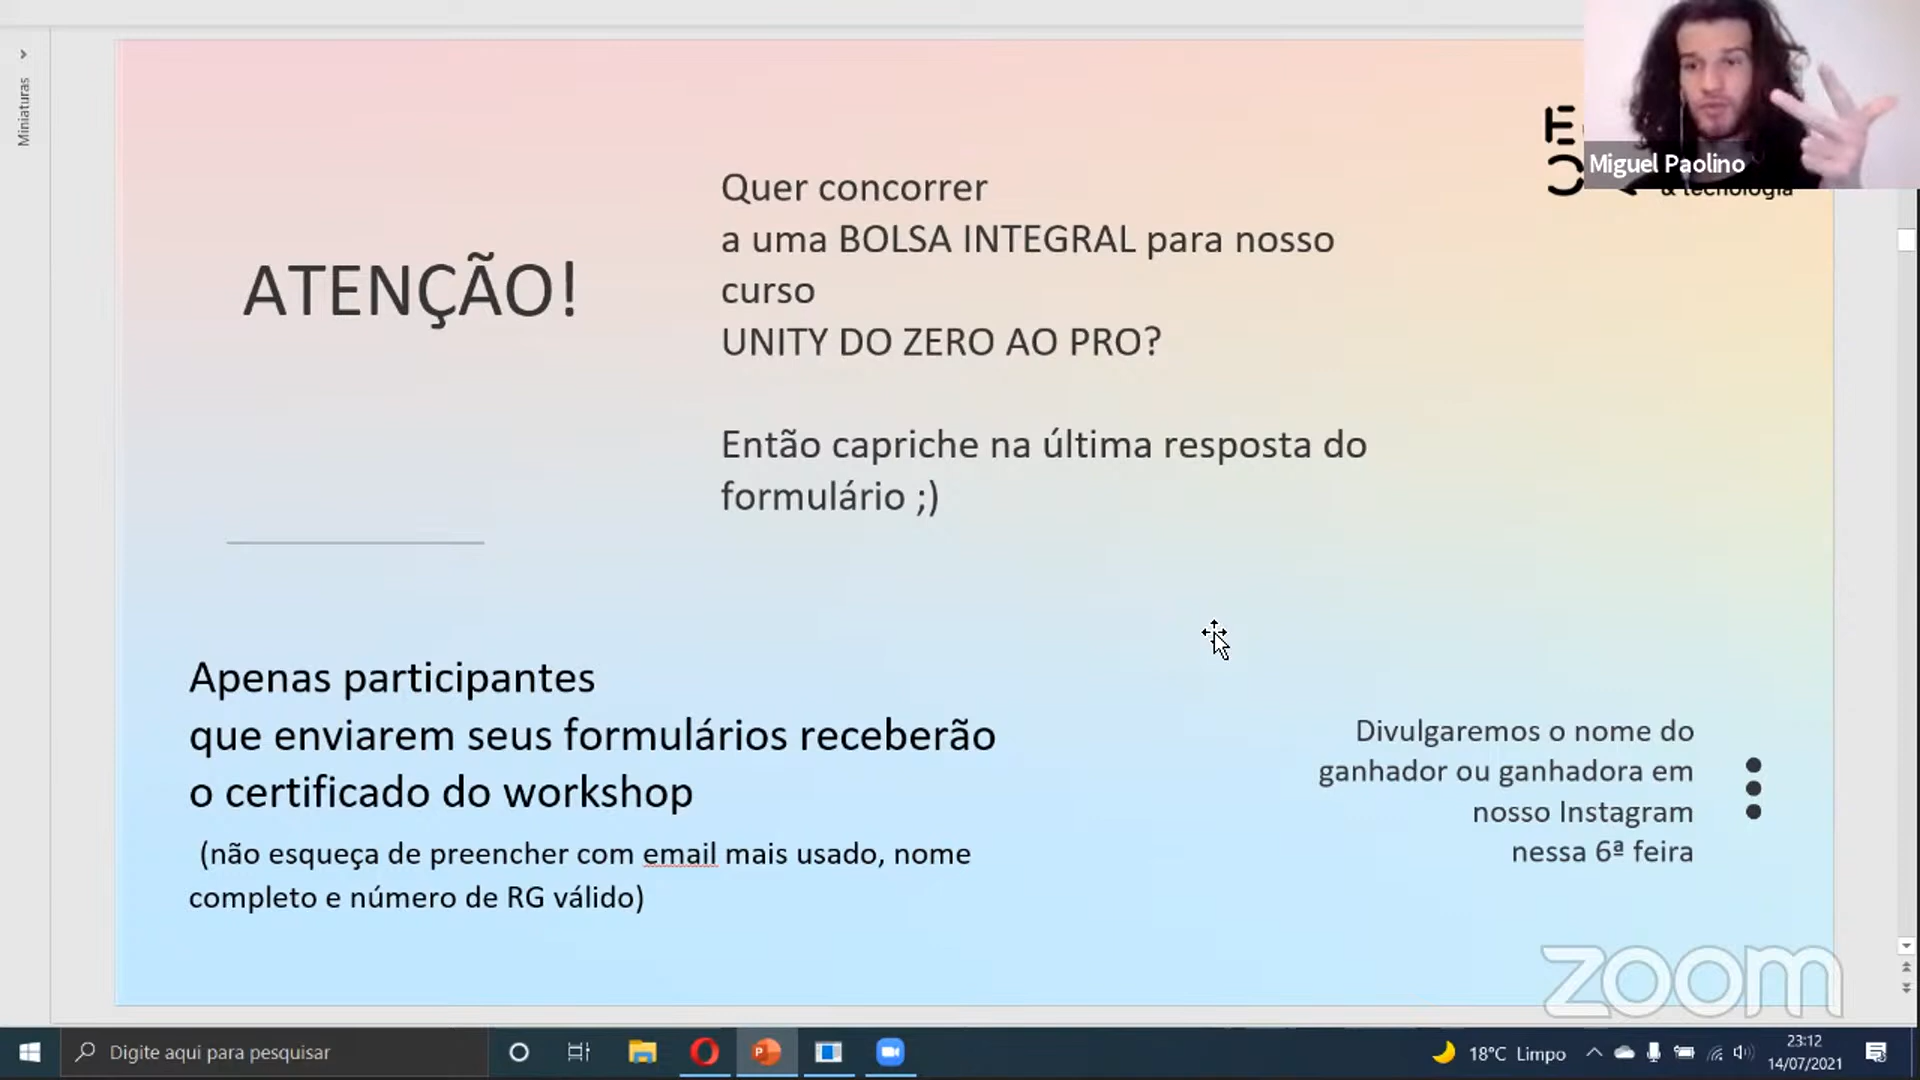 Miniaturas
ATENÇÃO!
Quer concorrer
a uma BOLSA INTEGRAL para nosso
curso
UNITY DO ZERO AO PRO?
Então capriche na última resposta do
formulário ;)
Miguel Paolino
& tecnologia
Apenas participantes
que enviarem seus formulários receberão
o certificado do workshop
(não esqueça de preencher com email mais usado, nome
completo e número de RG válido)
Divulgaremos o nome do
ganhador ou ganhadora em
nosso Instagram
nessa 6ª feira
zoom
Digite aqui para pesquisar
18°C Limpo
23:12
14/07/2021